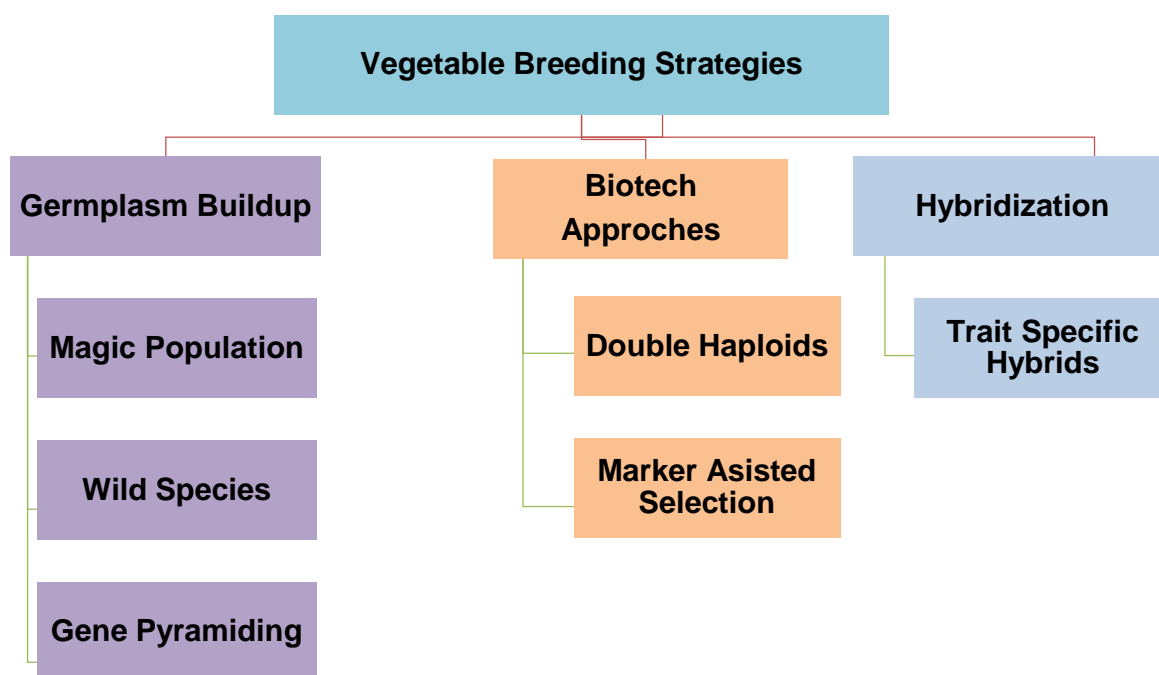 Vegetable Breeding Strategies
Germplasm Buildup
Magic Population
Wild Species
Gene Pyramiding
Biotech
Approches
Double Haploids
Marker Asisted
Selection
Hybridization
Trait Specific
Hybrids